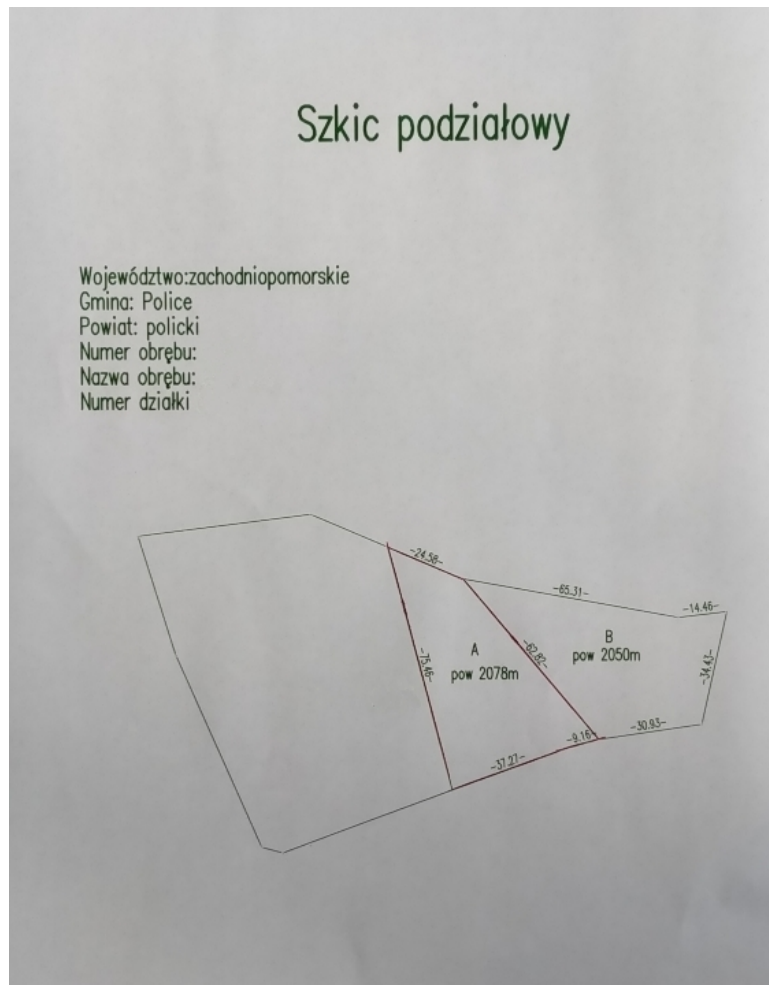 Szkic podziałowy
Województwo:zachodniopomorskie
Gmina: Police
Powiat: policki
Numer obrębu:
Nazwa obrębu:
Numer działki
-24.58-
-65.31-
-14.46-
-75.46-
A
pow 2078m
-62.82-
B
pow 2050m
-34.43-
-37.27-
-9.16-
-30.93-